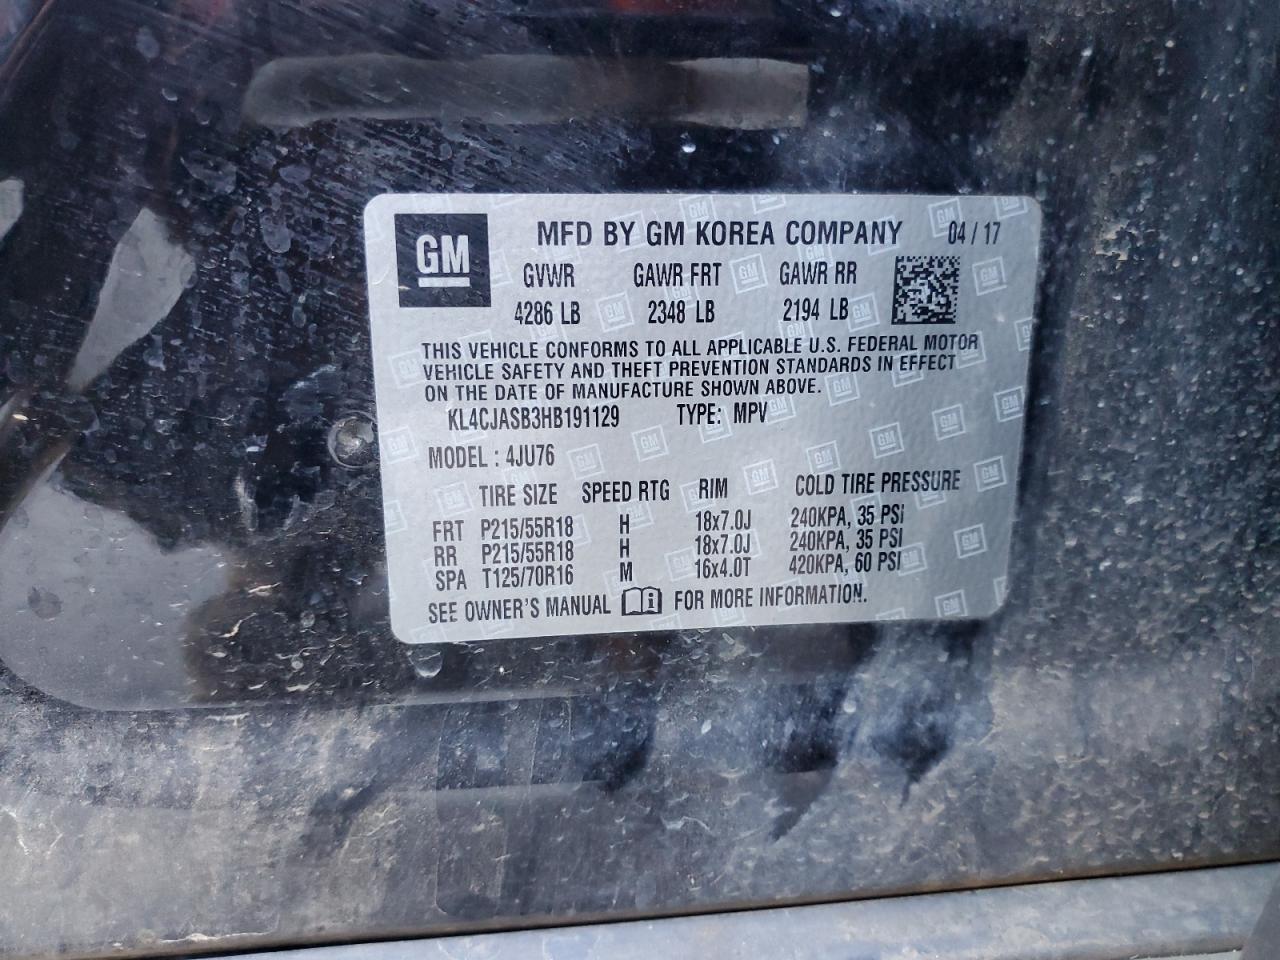 GM MFD BY GM KOREA COMPANY 04 / 17
GVWR GAWR FRT GAWR RR
4286 LB 2348 LB 2194 LB
THIS VEHICLE CONFORMS TO ALL APPLICABLE U.S. FEDERAL MOTOR
VEHICLE SAFETY AND THEFT PREVENTION STANDARDS IN EFFECT
ON THE DATE OF MANUFACTURE SHOWN ABOVE.
KL4CJASB3HB191129 TYPE: MPV
MODEL : 4JU76
TIRE SIZE SPEED RTG RIM COLD TIRE PRESSURE
FRT P215/55R18 H 18x7.0J 240KPA, 35 PSI
RR P215/55R18 H 18x7.0J 240KPA, 35 PSI
SPA T125/70R16 M 16x4.0T 420KPA, 60 PSI
SEE OWNER'S MANUAL FOR MORE INFORMATION.